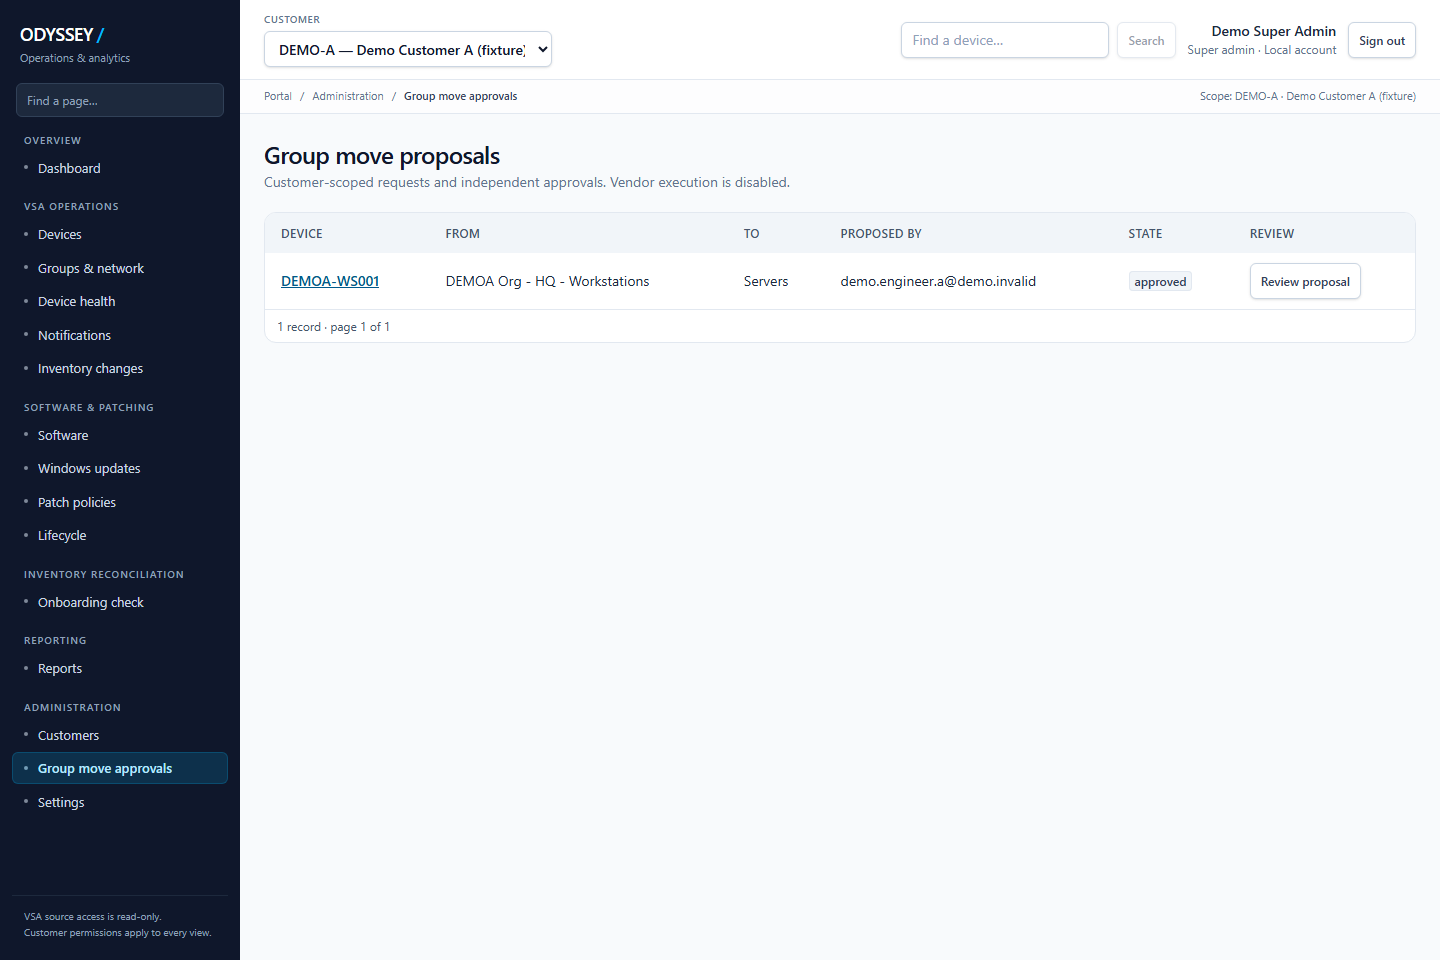 ODYSSEY /
Operations & analytics
Find a page...
OVERVIEW
Dashboard
VSA OPERATIONS
Devices
Groups & network
Device health
Notifications
Inventory changes
SOFTWARE & PATCHING
Software
Windows updates
Patch policies
Lifecycle
INVENTORY RECONCILIATION
Onboarding check
REPORTING
Reports
ADMINISTRATION
Customers
Group move approvals
Settings
VSA source access is read-only.
Customer permissions apply to every view.
CUSTOMER
DEMO-A — Demo Customer A (fixture)
Find a device...
Search
Demo Super Admin
Super admin · Local account
Sign out
Portal / Administration / Group move approvals
Scope: DEMO-A · Demo Customer A (fixture)
Group move proposals
Customer-scoped requests and independent approvals. Vendor execution is disabled.
DEVICE FROM TO PROPOSED BY STATE REVIEW
DEMOA-WS001 DEMOA Org - HQ - Workstations Servers demo.engineer.a@demo.invalid approved Review proposal
1 record · page 1 of 1